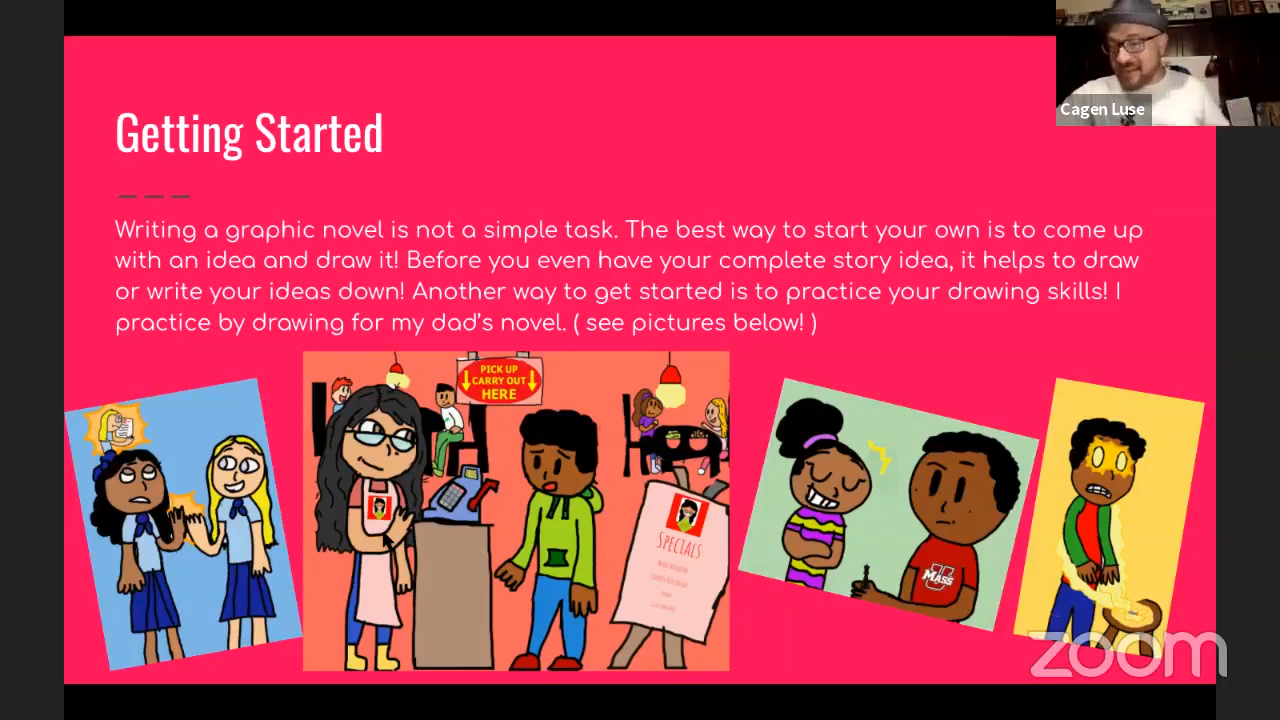 Cagen Luse
Getting Started
Writing a graphic novel is not a simple task. The best way to start your own is to come up
with an idea and draw it! Before you even have your complete story idea, it helps to draw
or write your ideas down! Another way to get started is to practice your drawing skills! I
practice by drawing for my dad's novel. ( see pictures below! )
PICK UP
CARRY OUT
HERE
SPECIALS
U
MASS
zoom